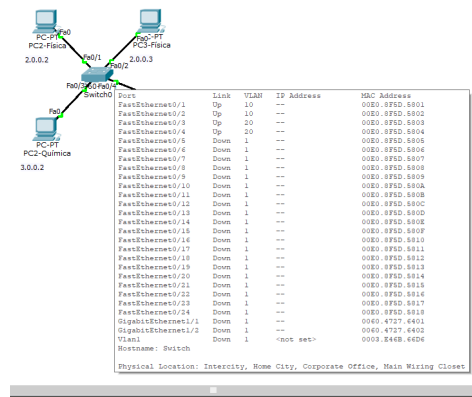 Fa0
PC-PT
PC2-Física
2.0.0.2
Fa0
-PT
PC3-Física
2.0.0.3
Fa0/1
Fa0/2
Fa0/3
60
Fa0/4
Switch0
Fa0
PC-PT
PC2-Química
3.0.0.2
Port Link VLAN IP Address MAC Address
FastEthernet0/1 Up 10 -- 00E0.8F5D.5801
FastEthernet0/2 Up 10 -- 00E0.8F5D.5802
FastEthernet0/3 Up 20 -- 00E0.8F5D.5803
FastEthernet0/4 Up 20 -- 00E0.8F5D.5804
FastEthernet0/5 Down 1 -- 00E0.8F5D.5805
FastEthernet0/6 Down 1 -- 00E0.8F5D.5806
FastEthernet0/7 Down 1 -- 00E0.8F5D.5807
FastEthernet0/8 Down 1 -- 00E0.8F5D.5808
FastEthernet0/9 Down 1 -- 00E0.8F5D.5809
FastEthernet0/10 Down 1 -- 00E0.8F5D.580A
FastEthernet0/11 Down 1 -- 00E0.8F5D.580B
FastEthernet0/12 Down 1 -- 00E0.8F5D.580C
FastEthernet0/13 Down 1 -- 00E0.8F5D.580D
FastEthernet0/14 Down 1 -- 00E0.8F5D.580E
FastEthernet0/15 Down 1 -- 00E0.8F5D.580F
FastEthernet0/16 Down 1 -- 00E0.8F5D.5810
FastEthernet0/17 Down 1 -- 00E0.8F5D.5811
FastEthernet0/18 Down 1 -- 00E0.8F5D.5812
FastEthernet0/19 Down 1 -- 00E0.8F5D.5813
FastEthernet0/20 Down 1 -- 00E0.8F5D.5814
FastEthernet0/21 Down 1 -- 00E0.8F5D.5815
FastEthernet0/22 Down 1 -- 00E0.8F5D.5816
FastEthernet0/23 Down 1 -- 00E0.8F5D.5817
FastEthernet0/24 Down 1 -- 00E0.8F5D.5818
GigabitEthernet1/1 Down 1 -- 0060.4727.6401
GigabitEthernet1/2 Down 1 -- 0060.4727.6402
Vlan1 Down 1 <not set> 0003.E46B.66D6
Hostname: Switch
Physical Location: Intercity, Home City, Corporate Office, Main Wiring Closet